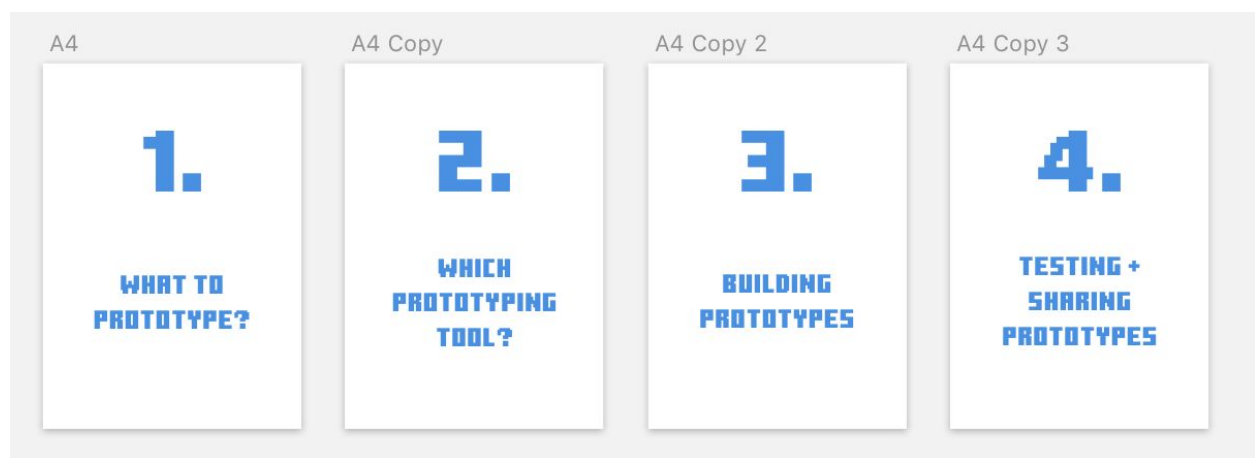 A4
A4 Copy
A4 Copy 2
A4 Copy 3
1.
WHAT TO
PROTOTYPE?
2.
WHICH
PROTOTYPING
TOOL?
3.
BUILDING
PROTOTYPES
4.
TESTING +
SHARING
PROTOTYPES